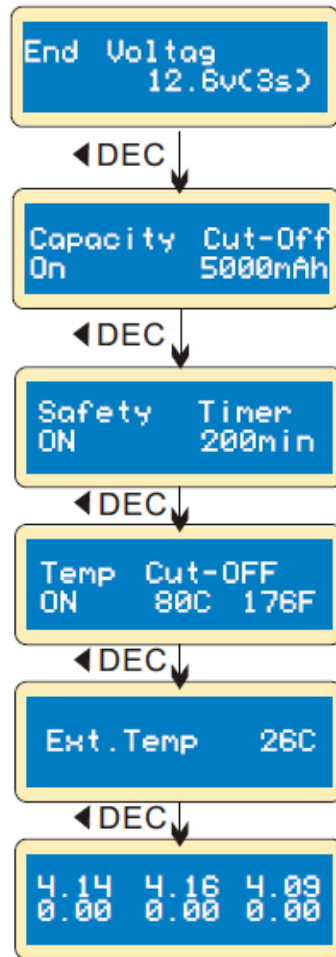 End Voltag
12.6v(3s)
◀DEC
Capacity Cut-Off
On 5000mAh
◀DEC
Safety Timer
ON 200min
◀DEC
Temp Cut-OFF
ON 80C 176F
◀DEC
Ext.Temp 26C
◀DEC
4.14 4.16 4.09
0.00 0.00 0.00